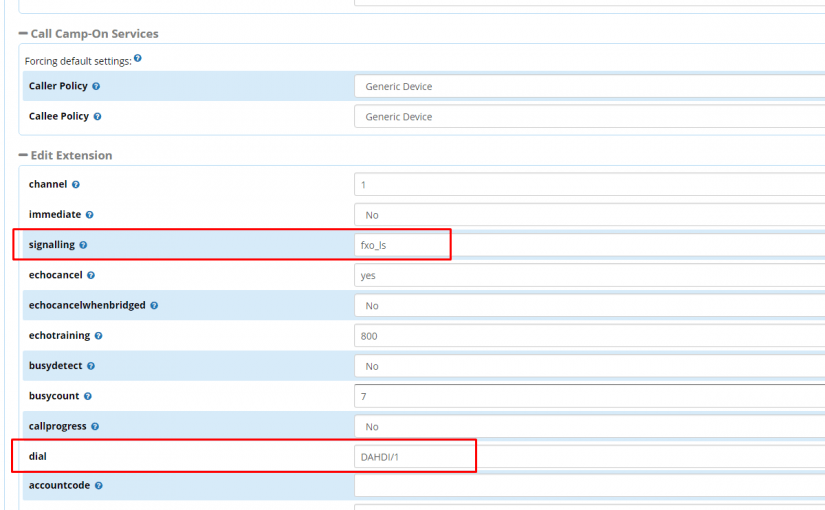 Call Camp-On Services
Forcing default settings:
Caller Policy Generic Device
Callee Policy Generic Device
Edit Extension
channel 1
immediate No
signalling fxo_ls
echocancel yes
echocancelwhenbridged No
echotraining 800
busydetect No
busycount 7
callprogress No
dial DAHDI/1
accountcode